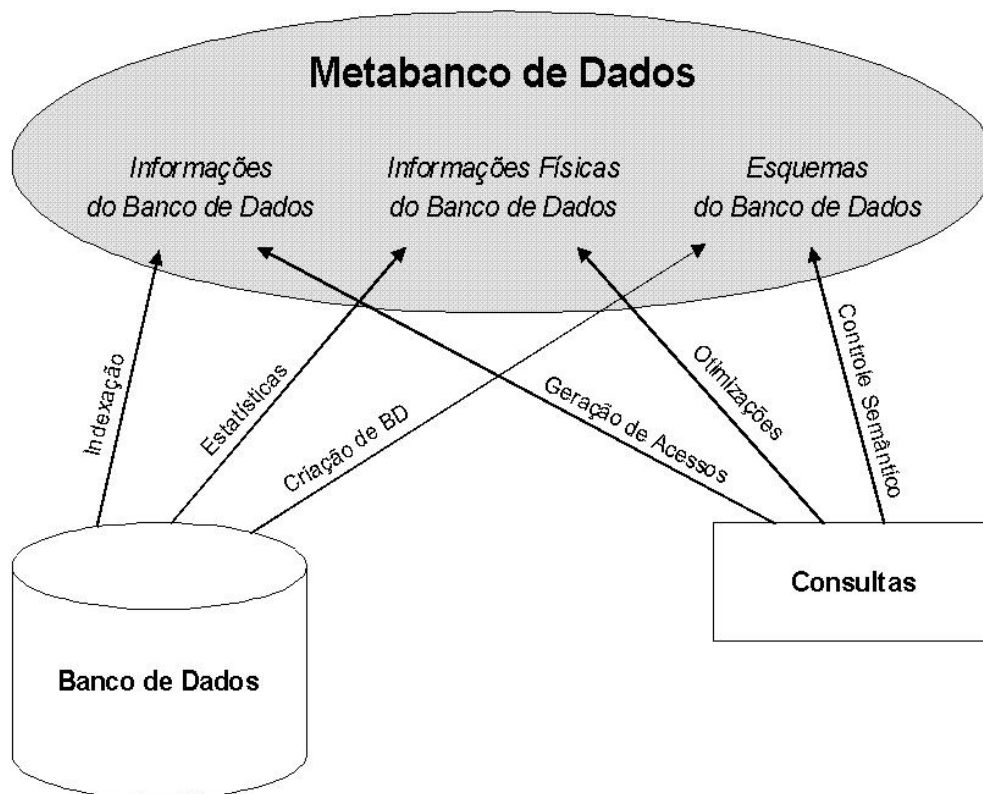 Metabanco de Dados
Informações
do Banco de Dados
Informações Físicas
do Banco de Dados
Esquemas
do Banco de Dados
Indexação
Estatísticas
Criação de BD
Geração de Acessos
Otimizações
Controle Semântico
Banco de Dados
Consultas